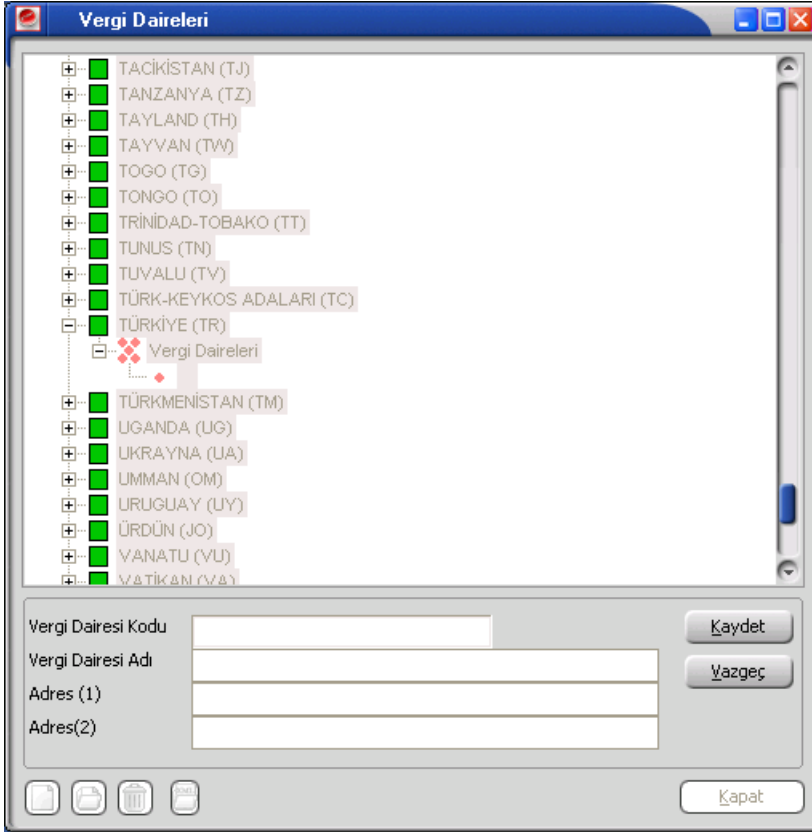 Vergi Daireleri
TACİKİSTAN (TJ)
TANZANYA (TZ)
TAYLAND (TH)
TAYVAN (TW)
TOGO (TG)
TONGO (TO)
TRİNİDAD-TOBAKO (TT)
TUNUS (TN)
TUVALU (TV)
TÜRK-KEYKOS ADALARI (TC)
TÜRKİYE (TR)
Vergi Daireleri
TÜRKMENİSTAN (TM)
UGANDA (UG)
UKRAYNA (UA)
UMMAN (OM)
URUGUAY (UY)
ÜRDÜN (JO)
VANATU (VU)
VATİKAN (VA)
Vergi Dairesi Kodu
Kaydet
Vergi Dairesi Adı
Vazgeç
Adres (1)
Adres(2)
Kapat